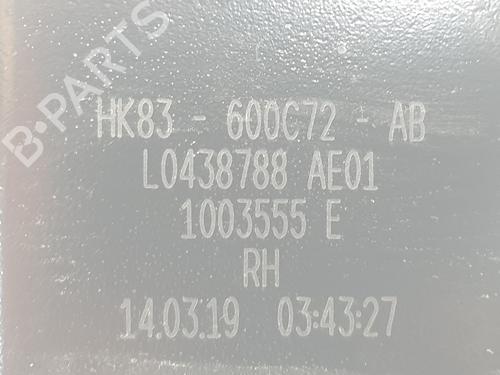 B-PARTS
HK83 - 600C72 - AB
L0438788 AE01
1003555 E
RH
14.03.19 03:43:27